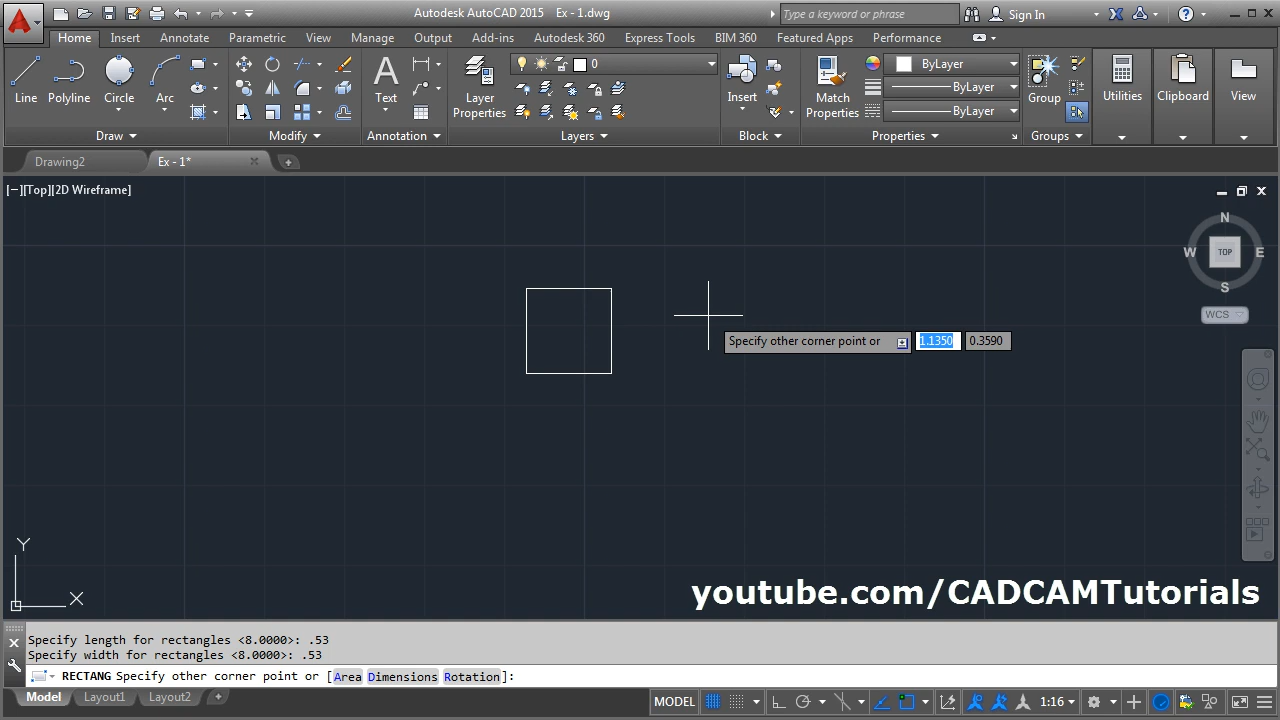 Autodesk AutoCAD 2015 Ex - 1.dwg
Type a keyword or phrase
Sign In
Home Insert Annotate Parametric View Manage Output Add-ins Autodesk 360 Express Tools BIM 360 Featured Apps Performance
0
ByLayer
Line Polyline Circle Arc Text Layer Properties Insert Match Properties ByLayer Group Utilities Clipboard View
ByLayer
Draw Modify Annotation Layers Block Properties Groups
Drawing2 Ex - 1*
[−][Top][2D Wireframe]
N
W TOP E
S
WCS
Specify other corner point or 1.1350 0.3590
Y
X
youtube.com/CADCAMTutorials
Specify length for rectangles <8.0000>: .53
Specify width for rectangles <8.0000>: .53
RECTANG Specify other corner point or [Area Dimensions Rotation]:
Model Layout1 Layout2 MODEL 1:16